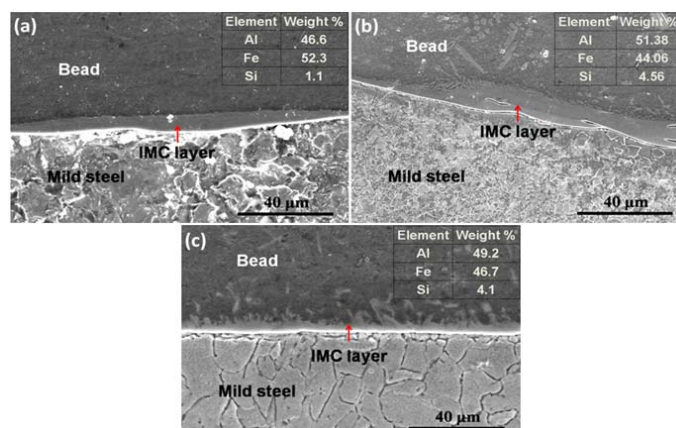 (a)
Element Weight %
Al 46.6
Fe 52.3
Si 1.1
Bead
IMC layer
Mild steel
40 µm
(b)
Element Weight %
Al 51.38
Fe 44.06
Si 4.56
Bead
IMC layer
Mild steel
40 µm
(c)
Element Weight %
Al 49.2
Fe 46.7
Si 4.1
Bead
IMC layer
Mild steel
40 µm